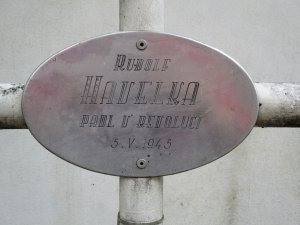 RUDOLF
HAVELKA
PADL V REVOLUCI
5. V. 1945